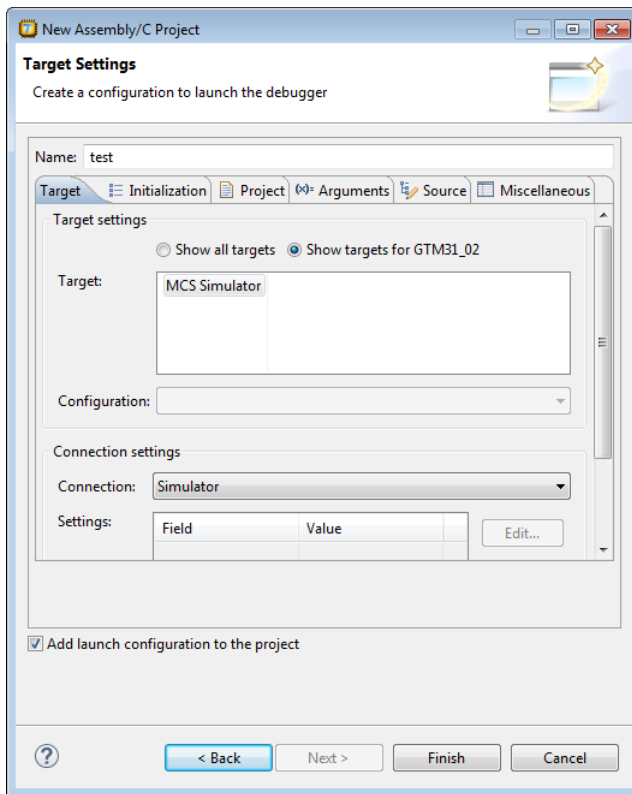 New Assembly/C Project
Target Settings
Create a configuration to launch the debugger
Name: test
Target Initialization Project (x)= Arguments Source Miscellaneous
Target settings
Show all targets Show targets for GTM31_02
Target: MCS Simulator
Configuration:
Connection settings
Connection: Simulator
Settings: Field Value Edit...
Add launch configuration to the project
? < Back Next > Finish Cancel